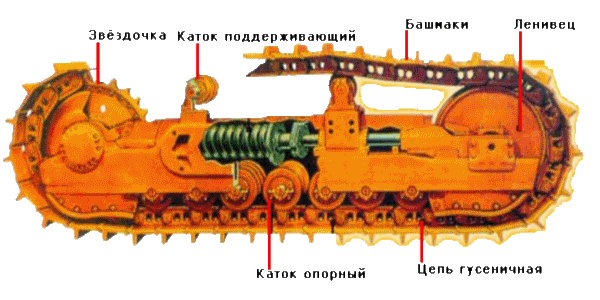 Звёздочка
Каток поддерживающий
Башмаки
Ленивец
Каток опорный
Цепь гусеничная